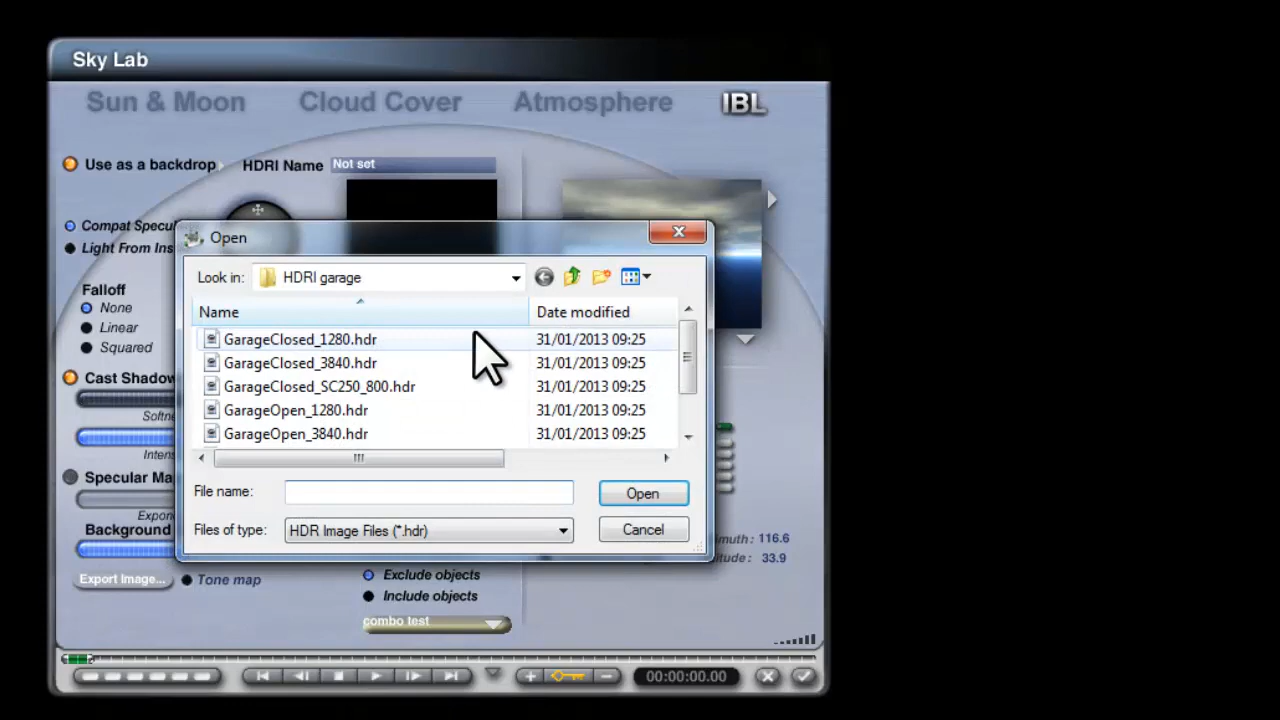 Sky Lab
Sun & Moon Cloud Cover Atmosphere IBL
Use as a backdrop HDRI Name Not set
Compat Specu
Light From Ins
Falloff
None
Linear
Squared
Cast Shadow
Softne
Intens
Specular Ma
Expon
Background
Export Image... Tone map
Open
Look in: HDRI garage
Name Date modified
GarageClosed_1280.hdr 31/01/2013 09:25
GarageClosed_3840.hdr 31/01/2013 09:25
GarageClosed_SC250_800.hdr 31/01/2013 09:25
GarageOpen_1280.hdr 31/01/2013 09:25
GarageOpen_3840.hdr 31/01/2013 09:25
File name: Open
Files of type: HDR Image Files (*.hdr) Cancel
imuth: 116.6
itude: 33.9
Exclude objects
Include objects
combo test
00:00:00.00